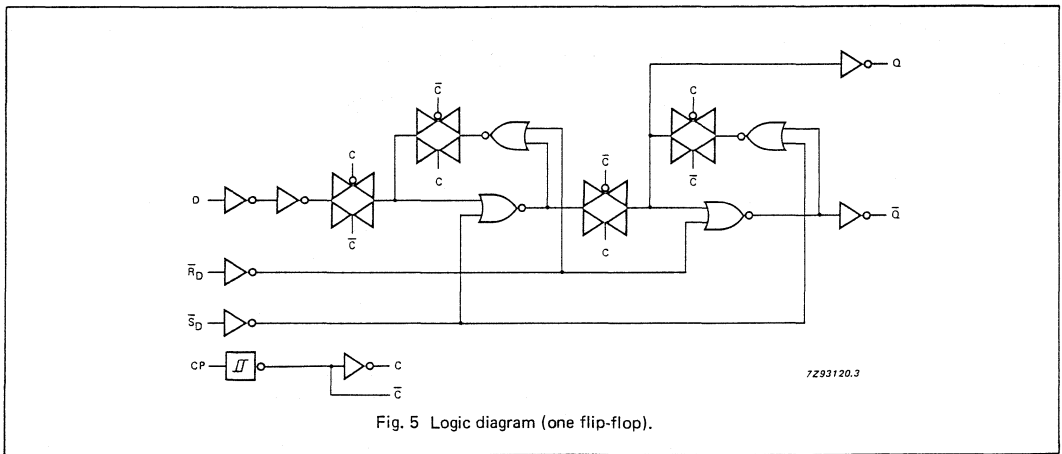 Q
C̅
C
C
C
C̅
C̅
D
C̅
C
Q̅
R̅D
S̅D
CP
C
C̅
7Z93120.3
Fig. 5 Logic diagram (one flip-flop).